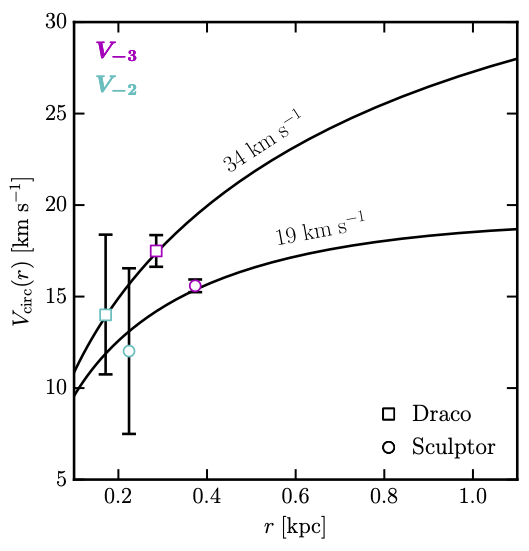 30
25
20
15
10
5
V_circ(r) [km s⁻¹]
V₋₃
V₋₂
34 km s⁻¹
19 km s⁻¹
Draco
Sculptor
0.2 0.4 0.6 0.8 1.0
r [kpc]